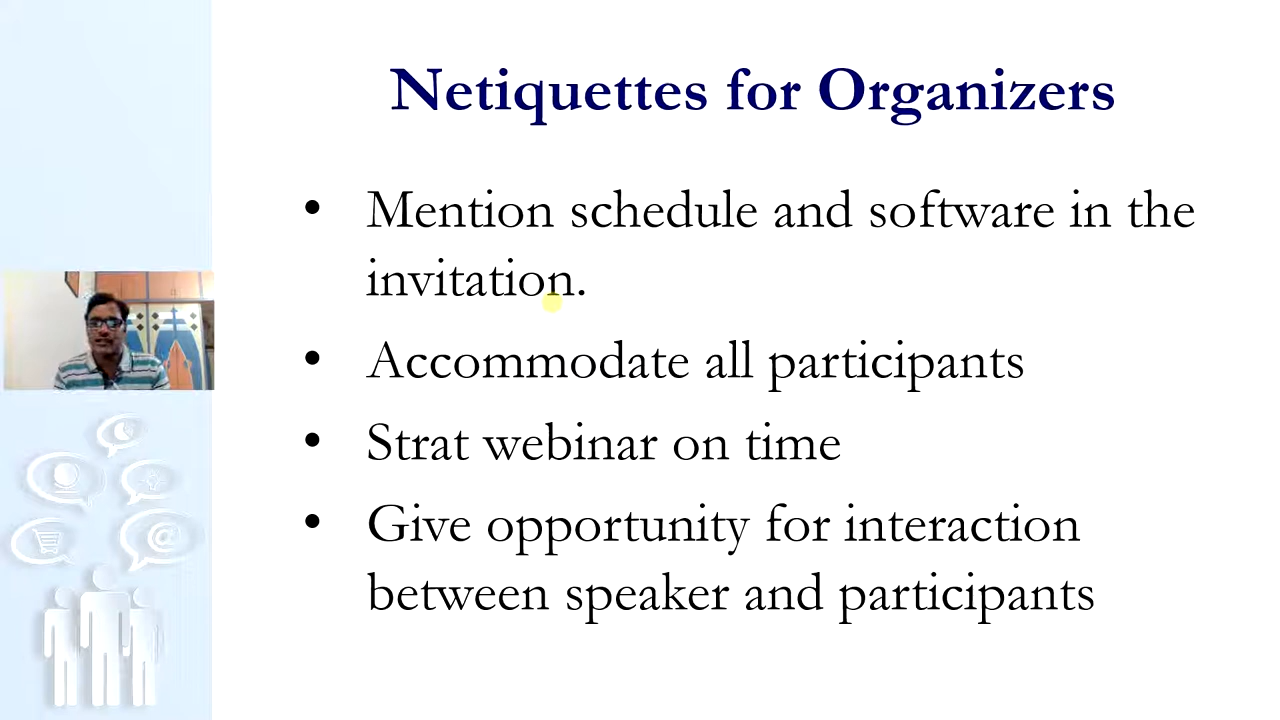 Netiquettes for Organizers
• Mention schedule and software in the
invitation.
• Accommodate all participants
• Strat webinar on time
• Give opportunity for interaction
between speaker and participants
@